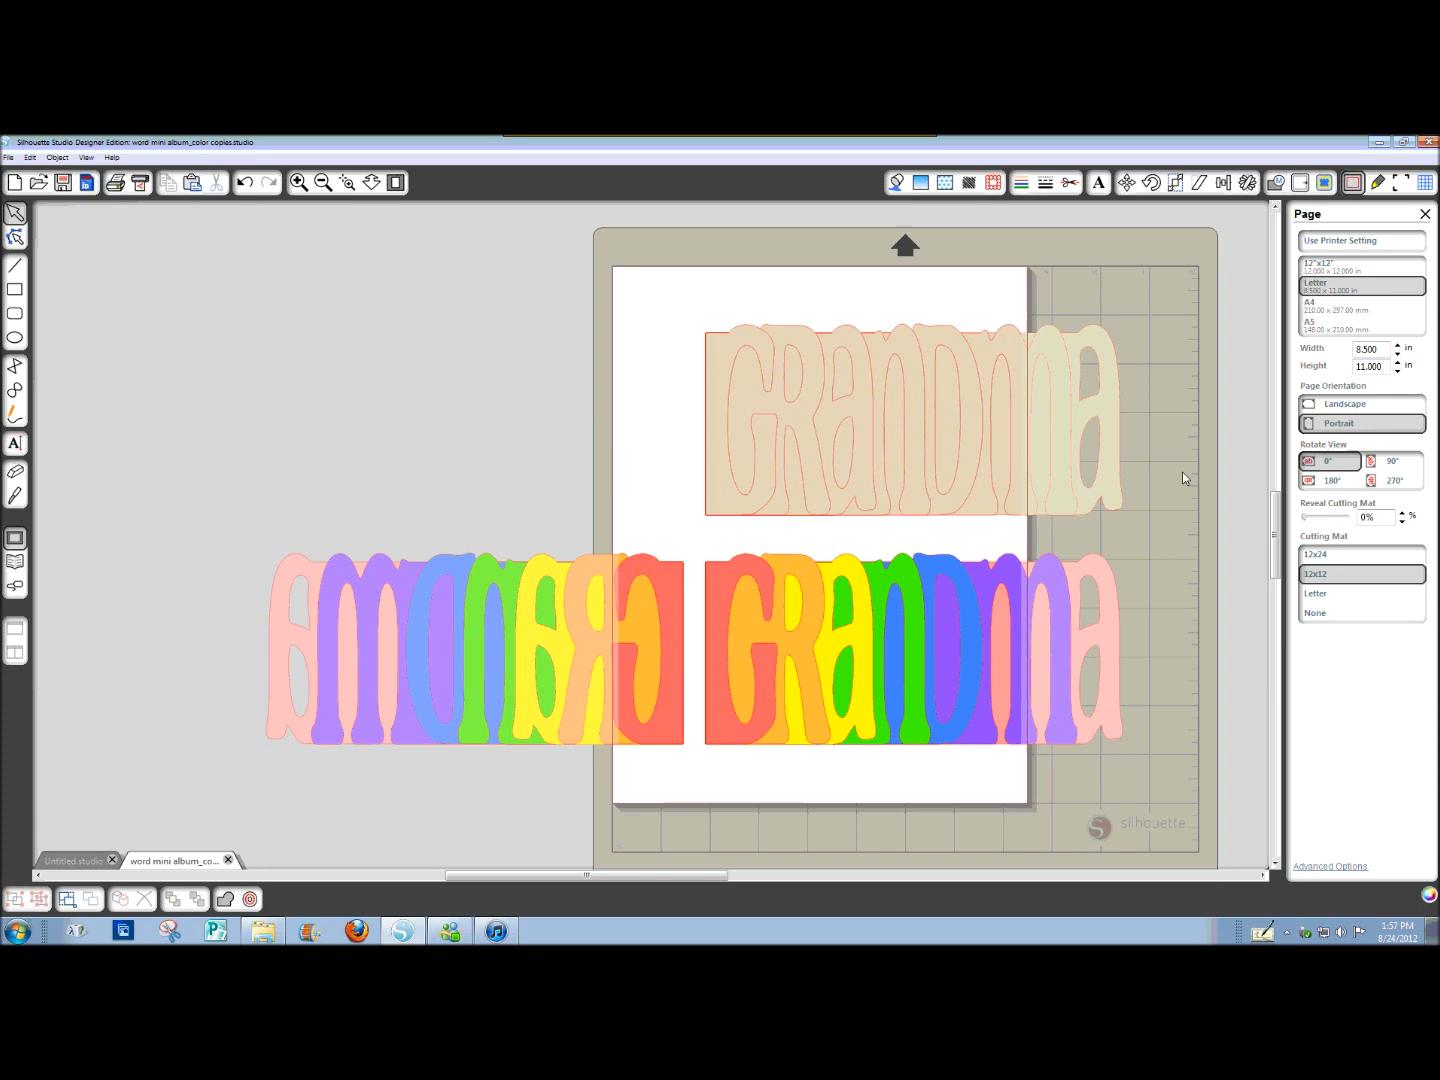 Silhouette Studio Designer Edition: word mini album_color copies.studio
File Edit Object View Help
Page
Use Printer Setting
12"x12"
12.000 x 12.000 in
Letter
8.500 x 11.000 in
A4
210.00 x 297.00 mm
A5
148.00 x 210.00 mm
Width 8.500 in
Height 11.000 in
Page Orientation
Landscape
Portrait
Rotate View
0° 90°
180° 270°
Reveal Cutting Mat
0% %
Cutting Mat
12x24
12x12
Letter
None
Advanced Options
GRanDma
GRanDma
GRanDma
silhouette
Untitled.studio
word mini album_co...
1:57 PM
8/24/2012